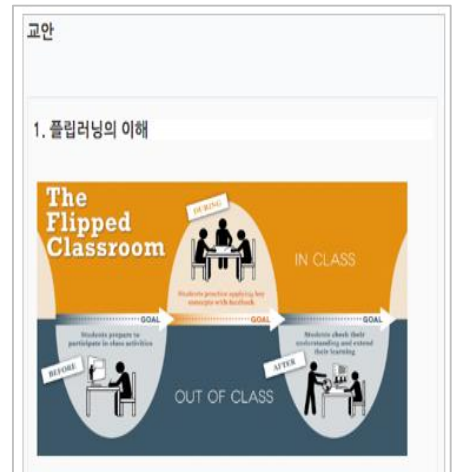 교안
1. 플립러닝의 이해
The
Flipped
Classroom
DURING
IN CLASS
Students practice applying key
concepts with feedback
GOAL
GOAL
GOAL
Students prepare to
participate in class activities
Students check their
understanding and extend
their learning
BEFORE
AFTER
OUT OF CLASS